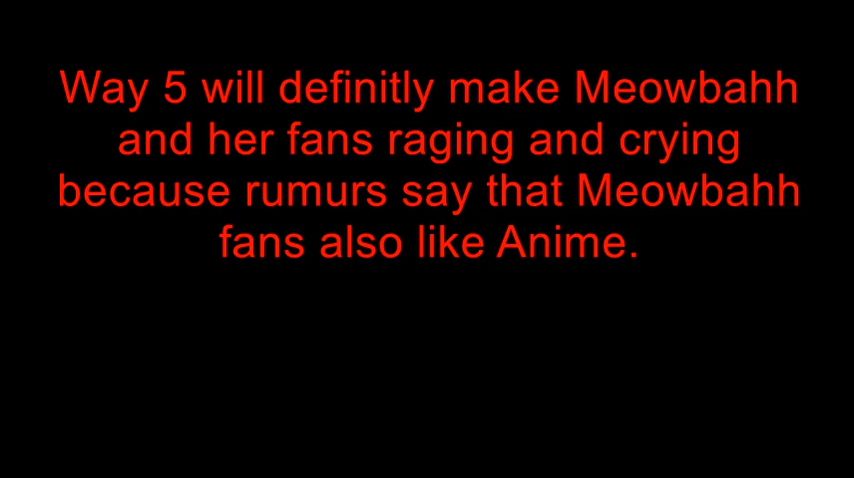 Way 5 will definitly make Meowbahh
and her fans raging and crying
because rumurs say that Meowbahh
fans also like Anime.